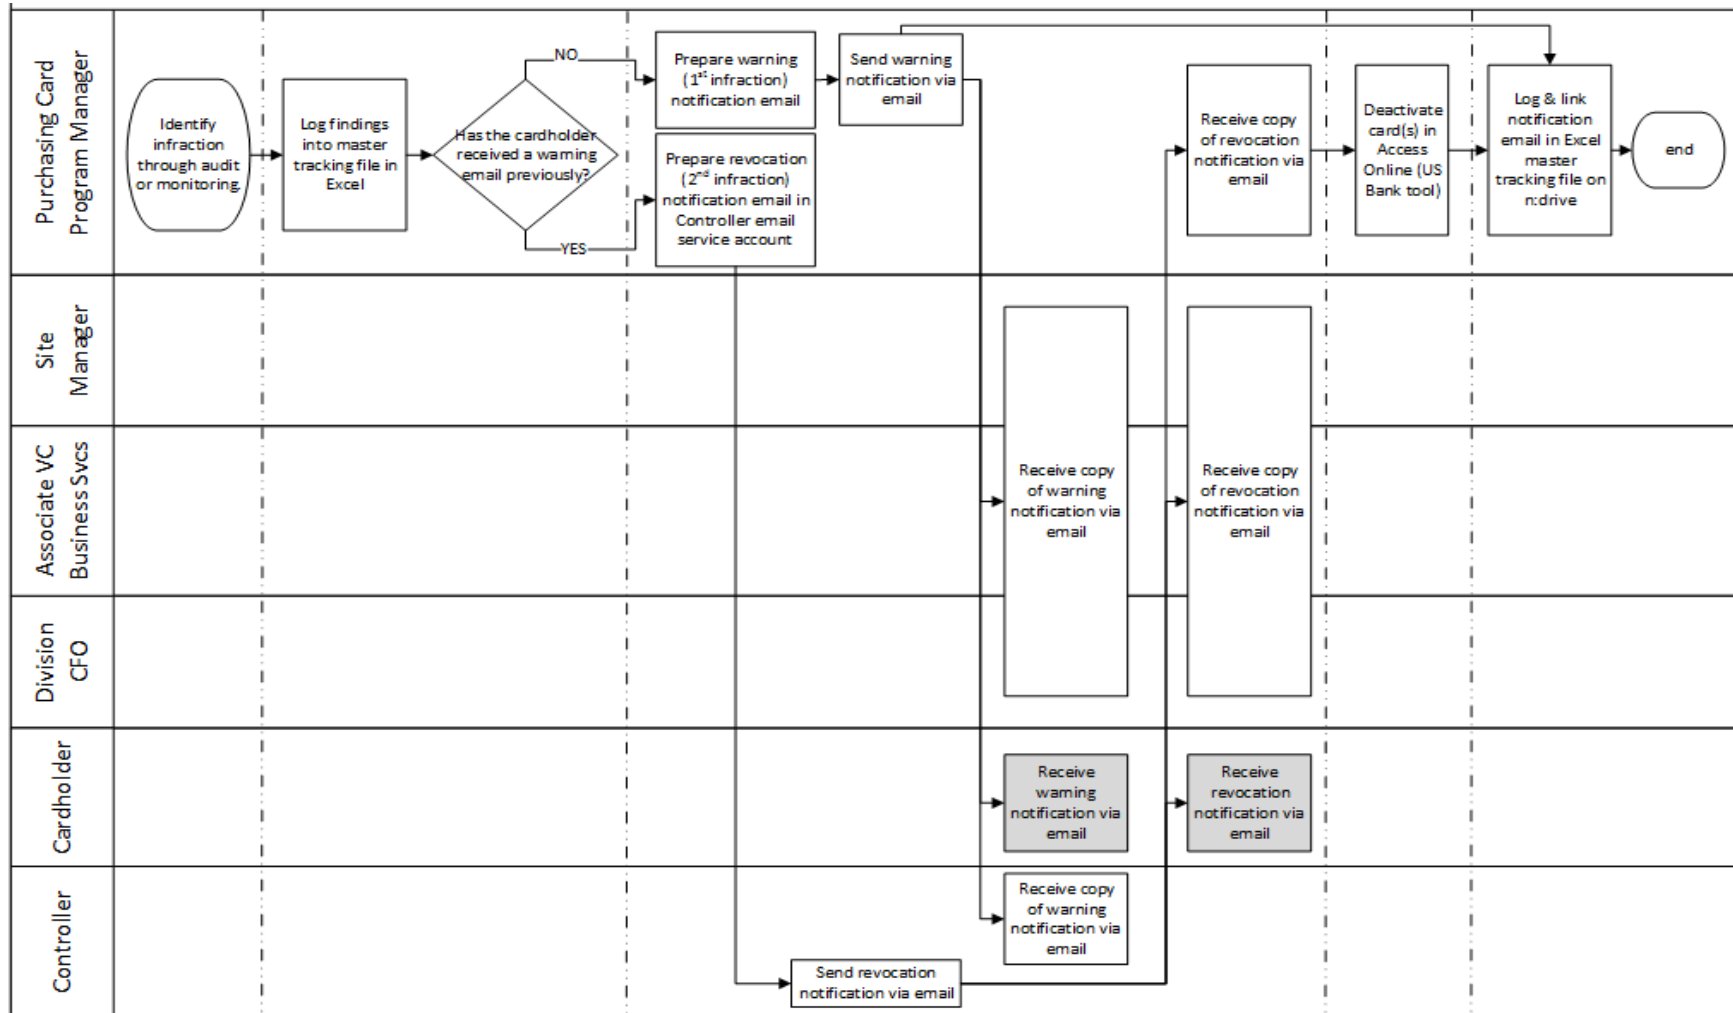 Purchasing Card
Program Manager
Identify
infraction
through audit
or monitoring.
Log findings
into master
tracking file in
Excel
Has the cardholder
received a warning
email previously?
NO
YES
Prepare warning
(1st infraction)
notification email
Prepare revocation
(2nd infraction)
notification email in
Controller email
service account
Send warning
notification via
email
Receive copy
of revocation
notification via
email
Deactivate
card(s) in
Access
Online (US
Bank tool)
Log & link
notification
email in Excel
master
tracking file on
n:drive
end
Site
Manager
Associate VC
Business Svcs
Receive copy
of warning
notification via
email
Receive copy
of revocation
notification via
email
Division
CFO
Cardholder
Receive
warning
notification via
email
Receive
revocation
notification via
email
Controller
Receive copy
of warning
notification via
email
Send revocation
notification via email